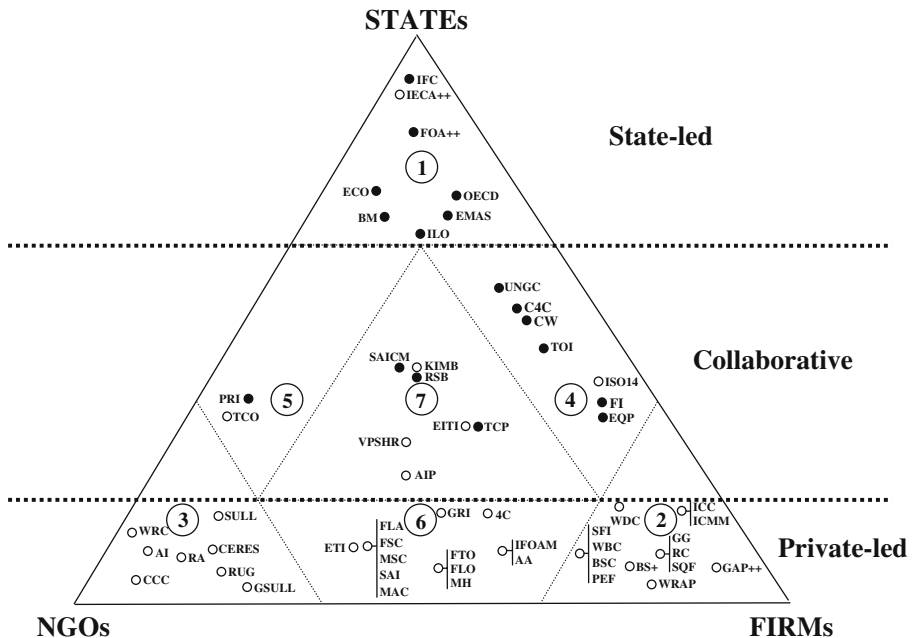 STATEs
IFC
IECA++
FOA++
State-led
1
ECO
OECD
BM
EMAS
ILO
UNGC
C4C
CW
TOI
SAICM
KIMB
RSB
Collaborative
ISO14
PRI
5
7
4
FI
TCO
EQP
EITI
TCP
VPSHR
AIP
3
SULL
6
GRI
4C
WDC
2
ICC
ICMM
WRC
AI
RA
CERES
CCC
RUG
GSULL
ETI
FLA
FSC
MSC
SAI
MAC
FTO
FLO
MH
IFOAM
AA
SFI
WBC
BSC
PEF
BS+
GG
RC
SQF
WRAP
GAP++
Private-led
NGOs
FIRMs